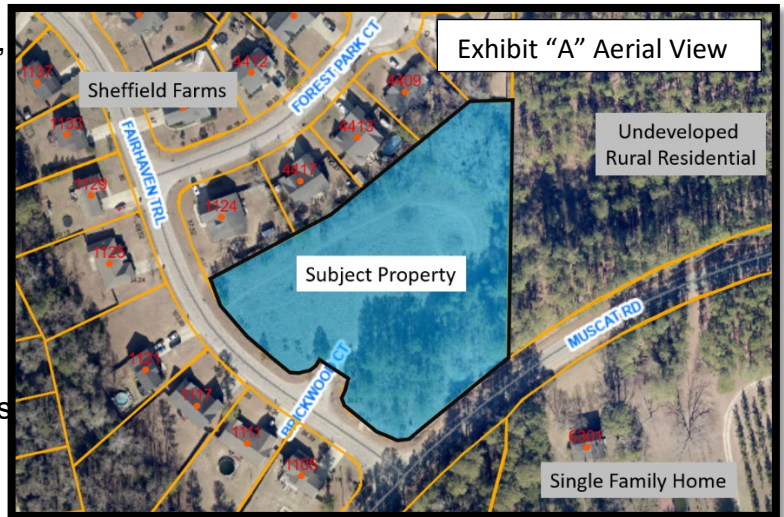 Exhibit “A” Aerial View
,
s
1137
Sheffield Farms
4412
FOREST PARK CT
4409
1133
FAIRHAVEN TRL
4413
Undeveloped
Rural Residential
1129
4417
1124
1125
Subject Property
MUSCAT RD
1121
BRICKWOOD CT
1117
1111
1105
6301
Single Family Home